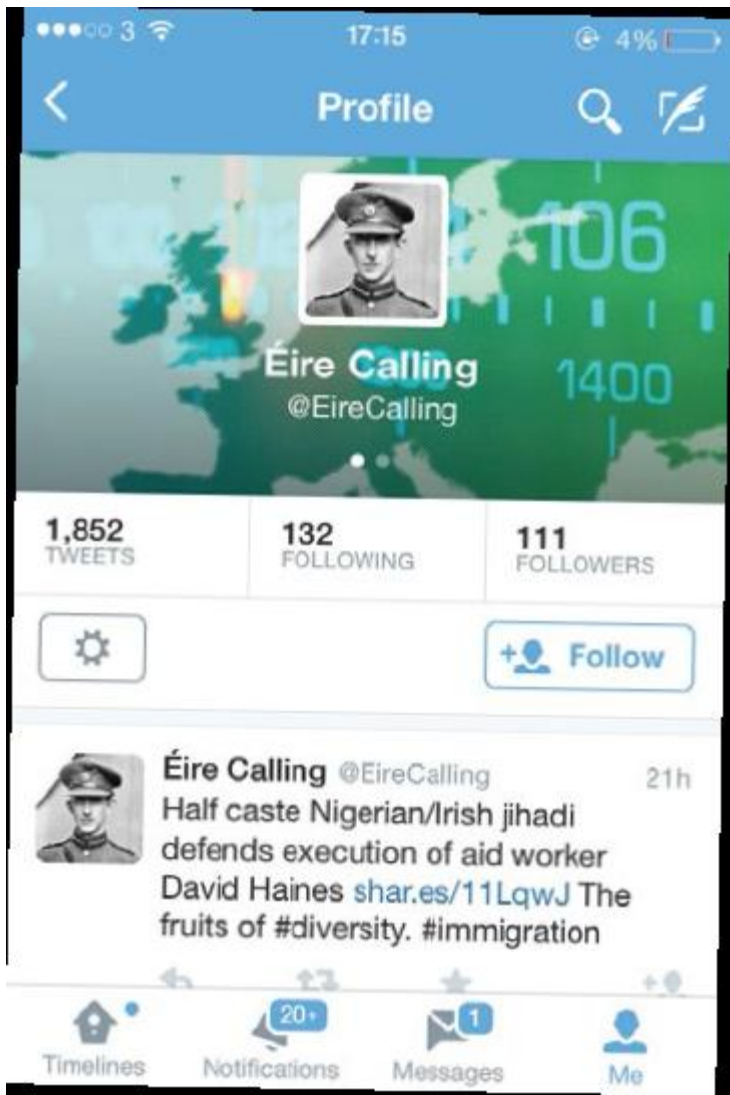 3 17:15 4%
Profile
106
Éire Calling
1400
@EireCalling
1,852 132 111
TWEETS FOLLOWING FOLLOWERS
Follow
Éire Calling @EireCalling 21h
Half caste Nigerian/Irish jihadi
defends execution of aid worker
David Haines shar.es/11LqwJ The
fruits of #diversity. #immigration
20+ 1
Timelines Notifications Messages Me